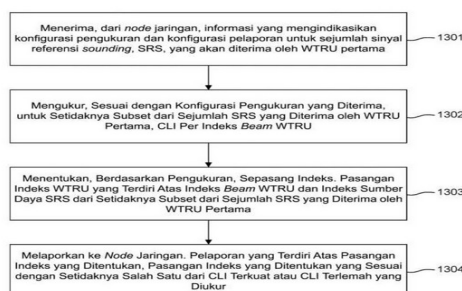 Menerima, dari node jaringan, informasi yang mengindikasikan
konfigurasi pengukuran dan konfigurasi pelaporan untuk sejumlah sinyal
referensi sounding, SRS, yang akan diterima oleh WTRU pertama
1301
Mengukur, Sesuai dengan Konfigurasi Pengukuran yang Diterima,
untuk Setidaknya Subset dari Sejumlah SRS yang Diterima oleh WTRU
Pertama, CLI Per Indeks Beam WTRU
1302
Menentukan, Berdasarkan Pengukuran, Sepasang Indeks. Pasangan
Indeks WTRU yang Terdiri Atas Indeks Beam WTRU dan Indeks Sumber
Daya SRS dari Setidaknya Subset dari Sejumlah SRS yang Diterima oleh
WTRU Pertama
1303
Melaporkan ke Node Jaringan. Pelaporan yang Terdiri Atas Pasangan
Indeks yang Ditentukan, Pasangan Indeks yang Ditentukan yang Sesuai
dengan Setidaknya Salah Satu dari CLI Terkuat atau CLI Terlemah yang
Diukur
1304